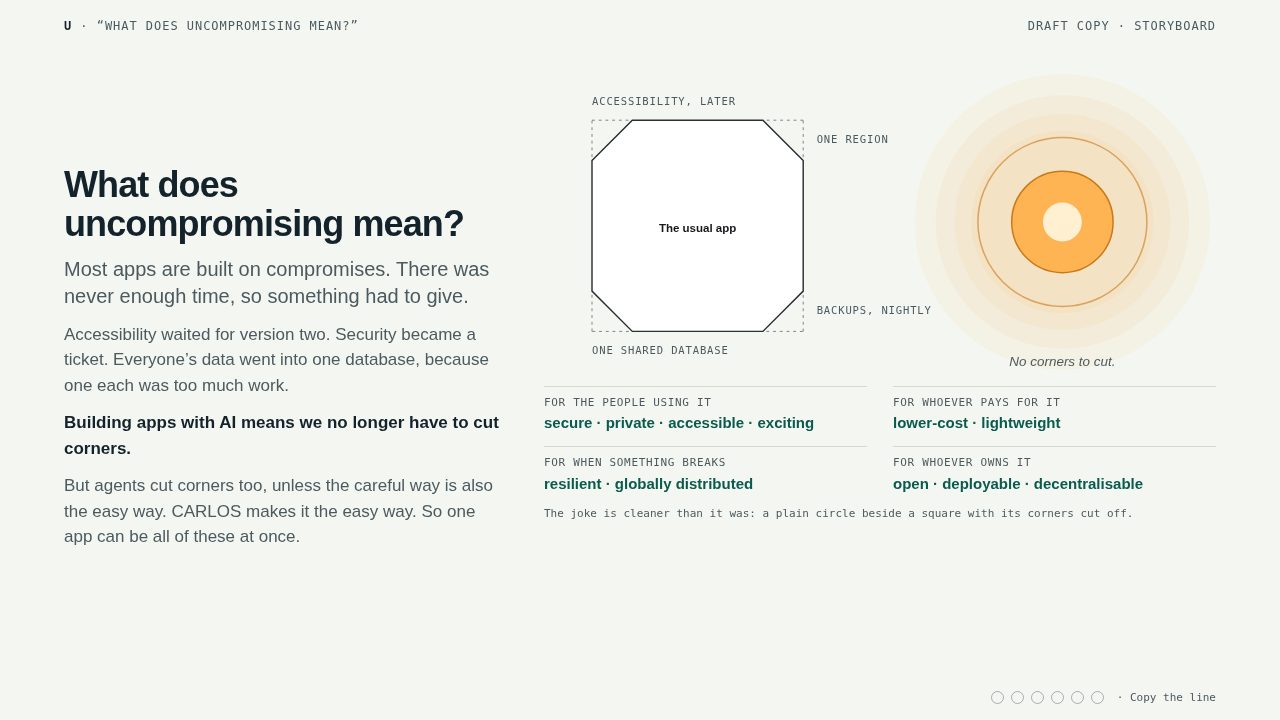 U · “WHAT DOES UNCOMPROMISING MEAN?”
DRAFT COPY · STORYBOARD
What does
uncompromising mean?
Most apps are built on compromises. There was
never enough time, so something had to give.
Accessibility waited for version two. Security became a
ticket. Everyone’s data went into one database, because
one each was too much work.
Building apps with AI means we no longer have to cut
corners.
But agents cut corners too, unless the careful way is also
the easy way. CARLOS makes it the easy way. So one
app can be all of these at once.
ACCESSIBILITY, LATER
ONE REGION
The usual app
BACKUPS, NIGHTLY
ONE SHARED DATABASE
No corners to cut.
FOR THE PEOPLE USING IT
secure · private · accessible · exciting
FOR WHOEVER PAYS FOR IT
lower-cost · lightweight
FOR WHEN SOMETHING BREAKS
resilient · globally distributed
FOR WHOEVER OWNS IT
open · deployable · decentralisable
The joke is cleaner than it was: a plain circle beside a square with its corners cut off.
· Copy the line